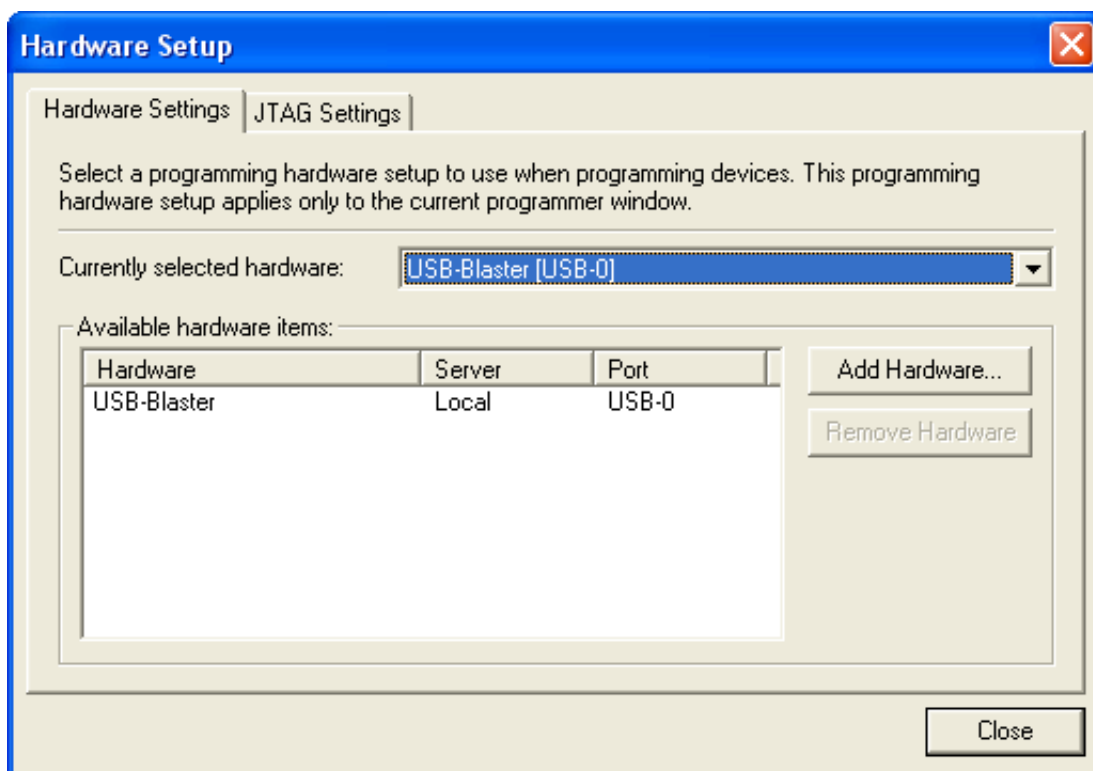 Hardware Setup
Hardware Settings JTAG Settings
Select a programming hardware setup to use when programming devices. This programming
hardware setup applies only to the current programmer window.
Currently selected hardware: USB-Blaster [USB-0]
Available hardware items:
Hardware Server Port
USB-Blaster Local USB-0
Add Hardware...
Remove Hardware
Close